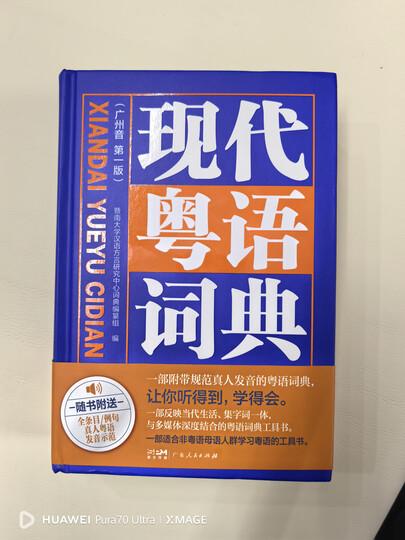 现代
粤语
词典
(广州音 第一版)
XIANDAI YUEYU CIDIAN
暨南大学汉语方言研究中心词典编纂组 编
随书附送
全条目/例句
真人粤语
发音示范
一部附带规范真人发音的粤语词典，
让你听得到，学得会。
一部反映当代生活、集字词一体，
与多媒体深度结合的粤语词典工具书。
一部适合非粤语母语人群学习粤语的工具书。
广东人民出版社
HUAWEI Pura70 Ultra | XMAGE